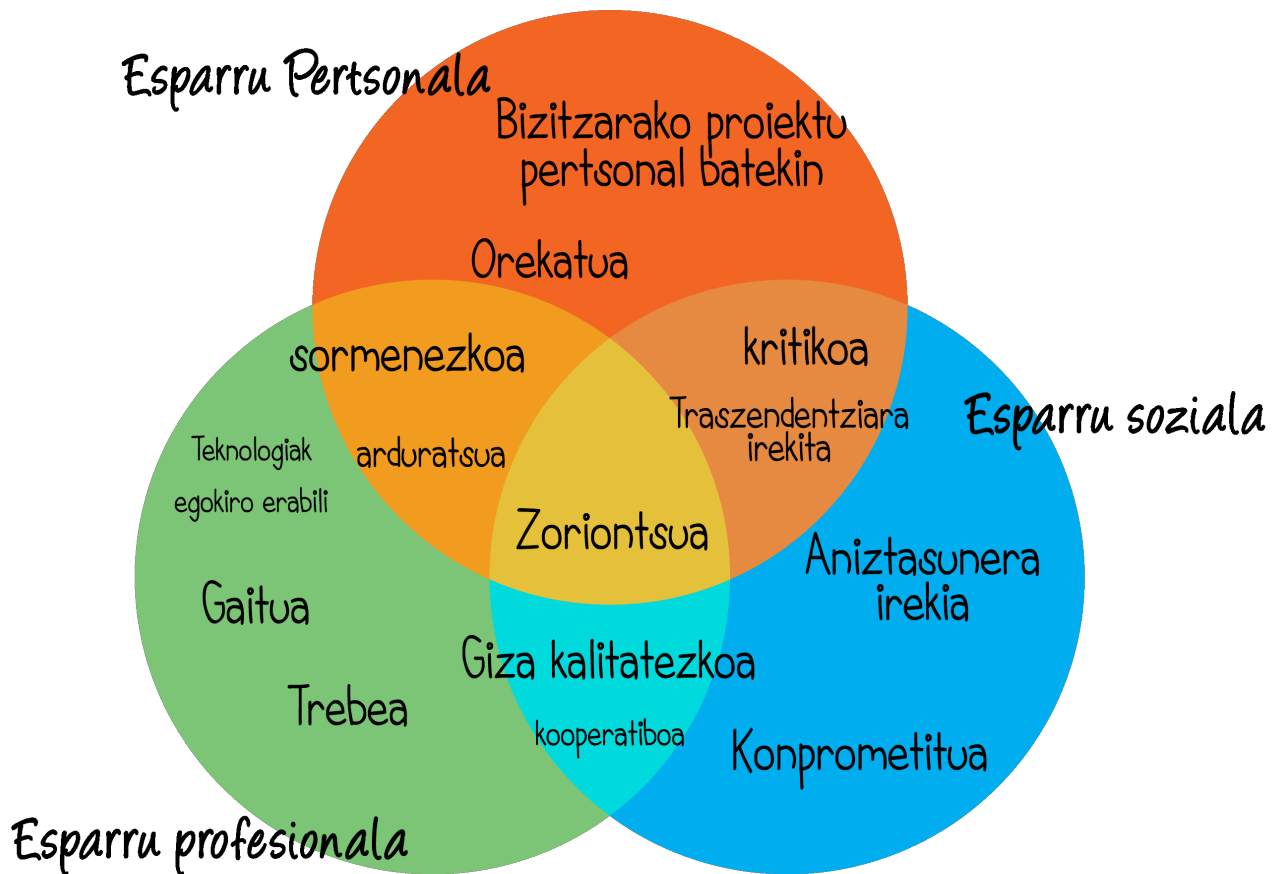 Esparru Pertsonala
Bizitzarako proiektu
pertsonal batekin
Orekatua
sormenezkoa
kritikoa
Traszendentziara
irekita
Esparru soziala
Teknologiak
egokiro erabili
arduratsua
Zoriontsua
Aniztasunera
irekia
Gaitua
Giza kalitatezkoa
Trebea
kooperatiboa
Konprometitua
Esparru profesionala